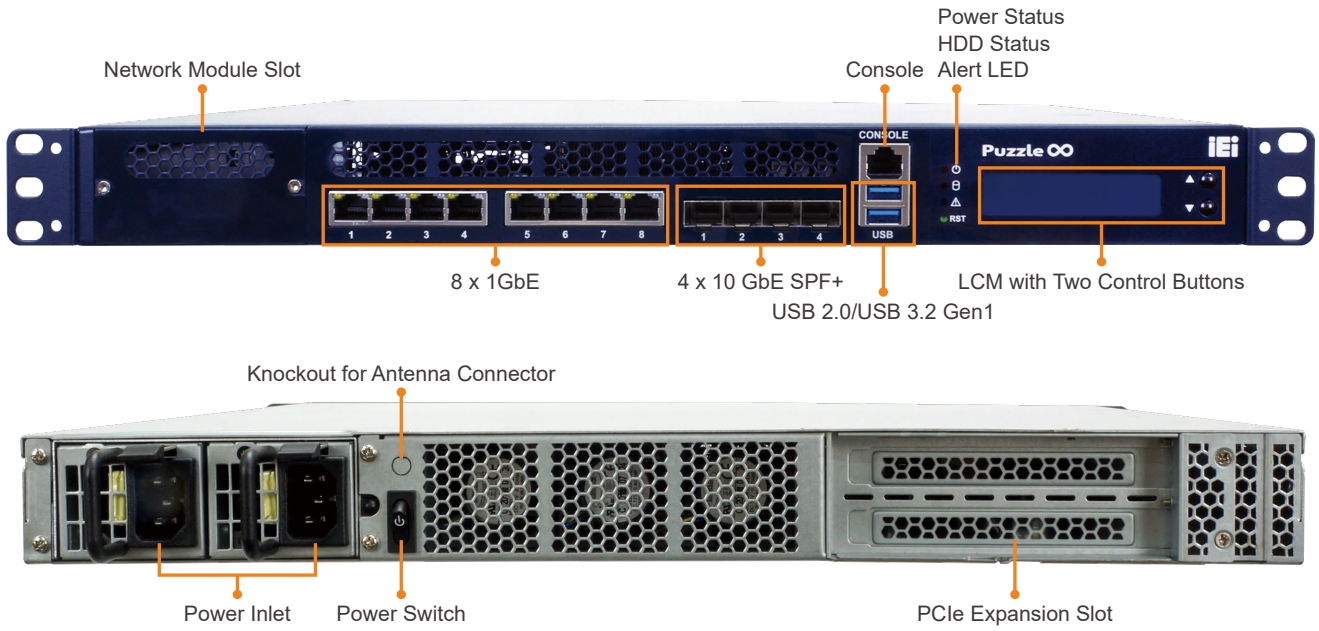 Power Status
HDD Status
Alert LED
Network Module Slot
Console
CONSOLE
Puzzle
iEi
RST
1 2 3 4 5 6 7 8
1 2 3 4
USB
8 x 1GbE
4 x 10 GbE SPF+
LCM with Two Control Buttons
USB 2.0/USB 3.2 Gen1
Knockout for Antenna Connector
Power Inlet
Power Switch
PCIe Expansion Slot